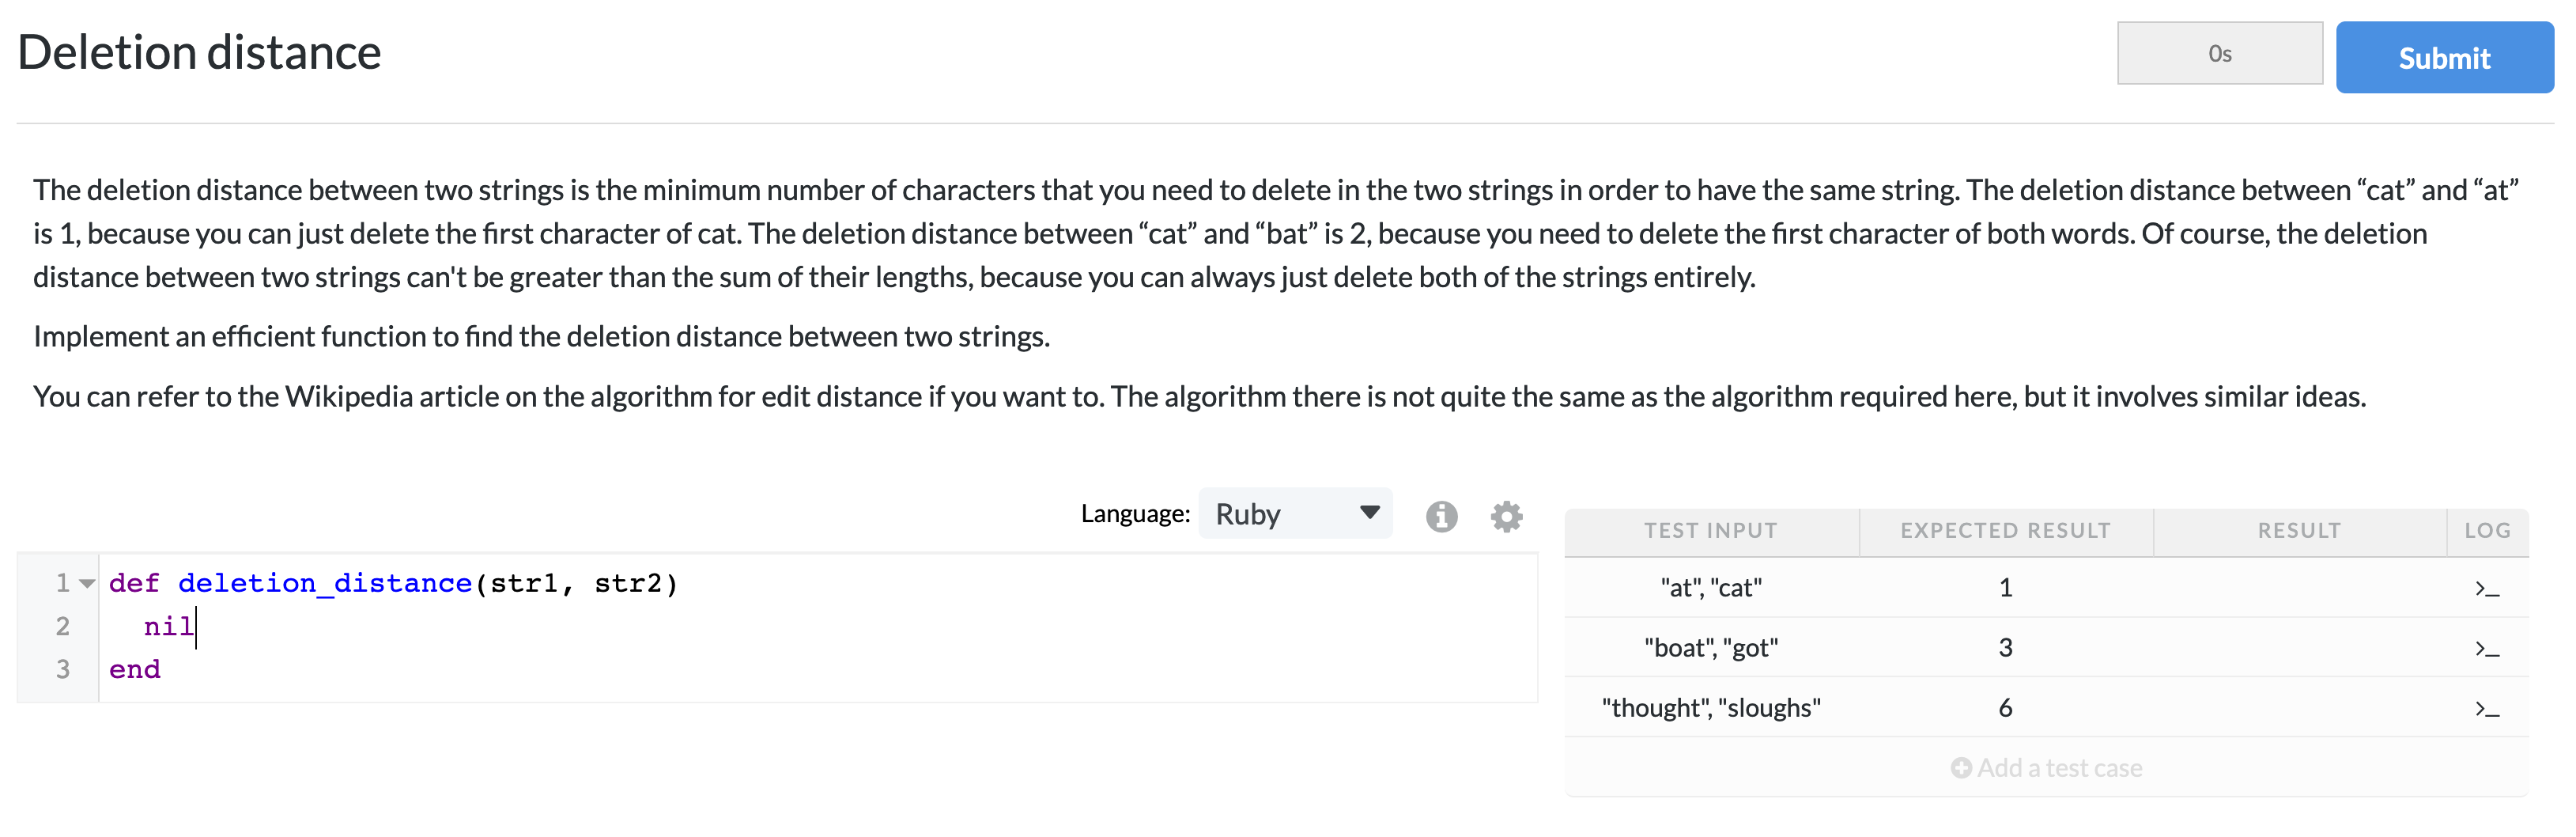 Deletion distance
0s
Submit
The deletion distance between two strings is the minimum number of characters that you need to delete in the two strings in order to have the same string. The deletion distance between “cat” and “at”
is 1, because you can just delete the first character of cat. The deletion distance between “cat” and “bat” is 2, because you need to delete the first character of both words. Of course, the deletion
distance between two strings can't be greater than the sum of their lengths, because you can always just delete both of the strings entirely.
Implement an efficient function to find the deletion distance between two strings.
You can refer to the Wikipedia article on the algorithm for edit distance if you want to. The algorithm there is not quite the same as the algorithm required here, but it involves similar ideas.
Language: Ruby
1 def deletion_distance(str1, str2)
2 nil
3 end
TEST INPUT EXPECTED RESULT RESULT LOG
"at", "cat" 1 >_
"boat", "got" 3 >_
"thought", "sloughs" 6 >_
Add a test case